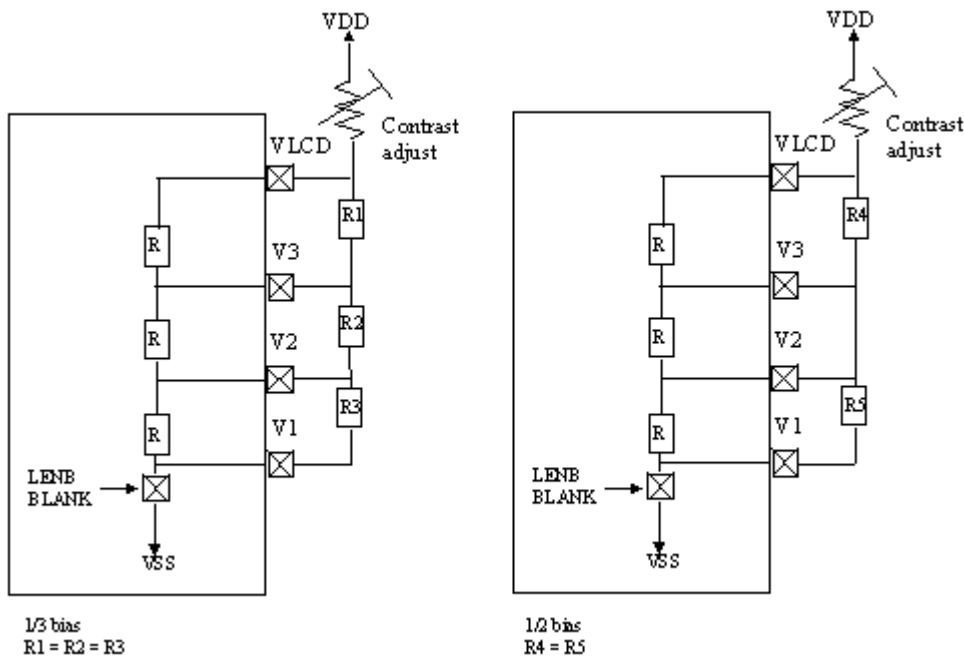 VDD
Contrast
adjust
VLCD
R1
R
V3
R2
R
V2
R3
R
V1
LENB
BLANK
VSS
1/3 bias
R1 = R2 = R3
VDD
Contrast
adjust
VLCD
R4
R
V3
R
V2
R5
R
V1
LENB
BLANK
VSS
1/2 bias
R4 = R5